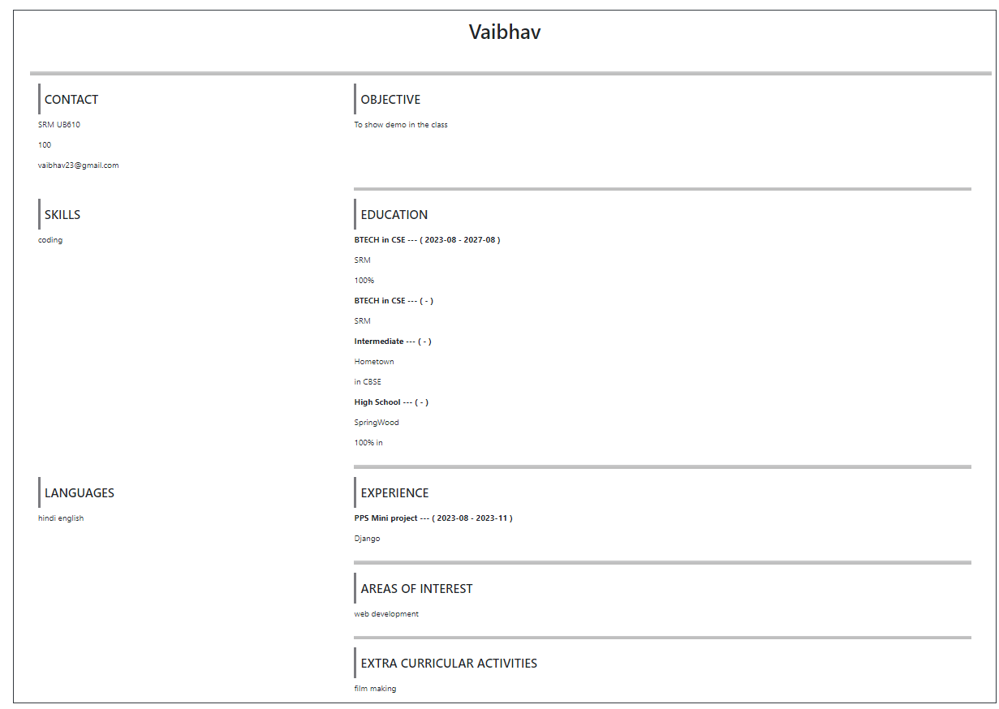 Vaibhav
CONTACT
SRM UB610
100
vaibhav23@gmail.com
OBJECTIVE
To show demo in the class
SKILLS
coding
EDUCATION
BTECH in CSE --- ( 2023-08 - 2027-08 )
SRM
100%
BTECH in CSE --- ( - )
SRM
Intermediate --- ( - )
Hometown
in CBSE
High School --- ( - )
SpringWood
100% in
LANGUAGES
hindi english
EXPERIENCE
PPS Mini project --- ( 2023-08 - 2023-11 )
Django
AREAS OF INTEREST
web development
EXTRA CURRICULAR ACTIVITIES
film making